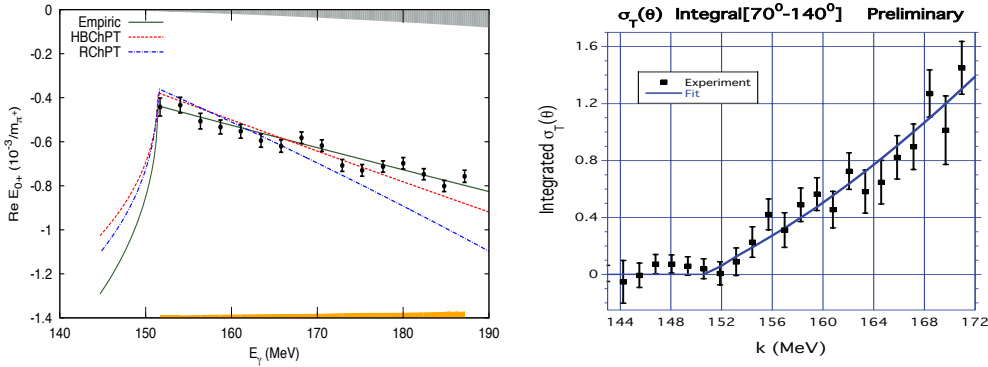 Empiric
HBChPT
RChPT
0
-0.2
-0.4
-0.6
-0.8
-1
-1.2
-1.4
140
150
160
170
180
190
Re E₀₊ (10⁻³/mπ⁺)
Eγ (MeV)
σT(θ) Integral[70⁰-140⁰] Preliminary
Experiment
Fit
1.6
1.2
0.8
0.4
0
144
148
152
156
160
164
168
172
Integrated σT(θ)
k (MeV)